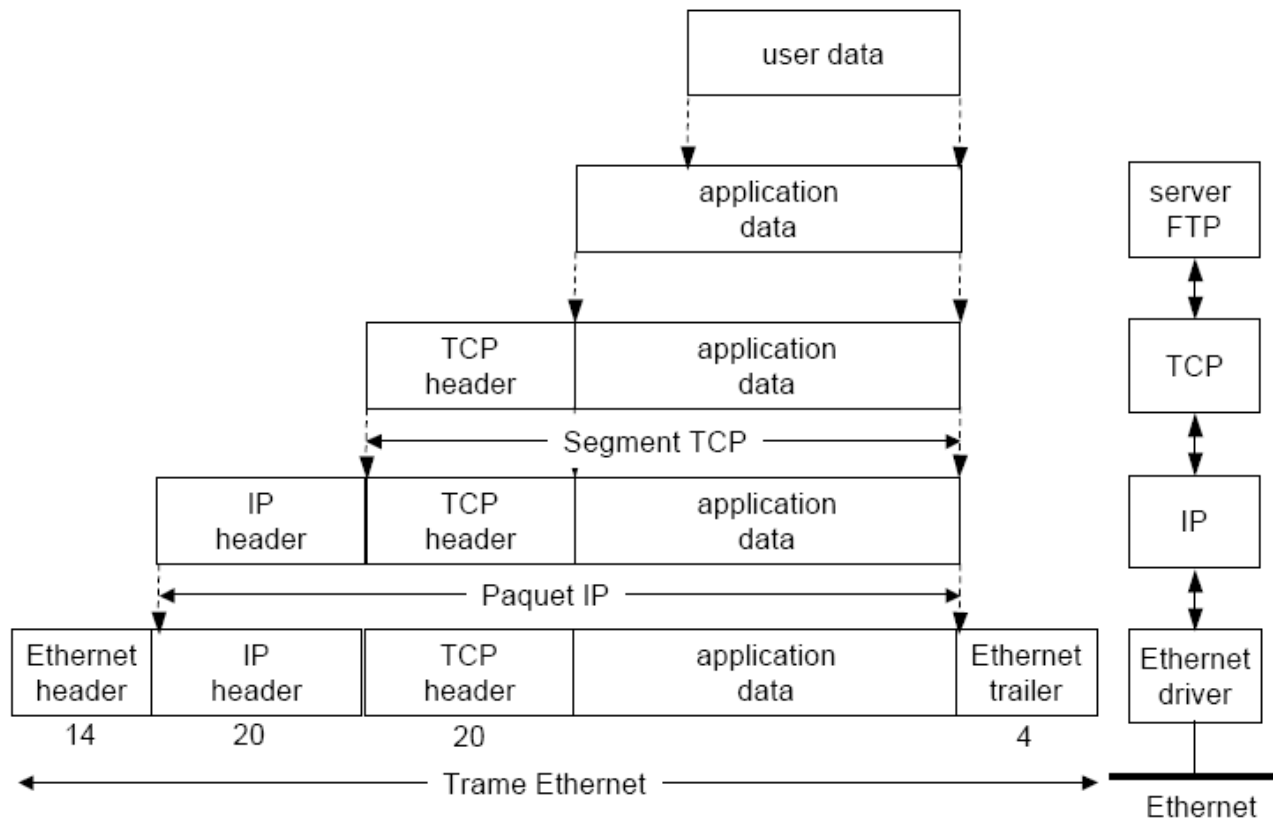 user data
application
data
server
FTP
TCP
header
application
data
TCP
Segment TCP
IP
header
TCP
header
application
data
IP
Paquet IP
Ethernet
header
IP
header
TCP
header
application
data
Ethernet
trailer
Ethernet
driver
14
20
20
4
Trame Ethernet
Ethernet